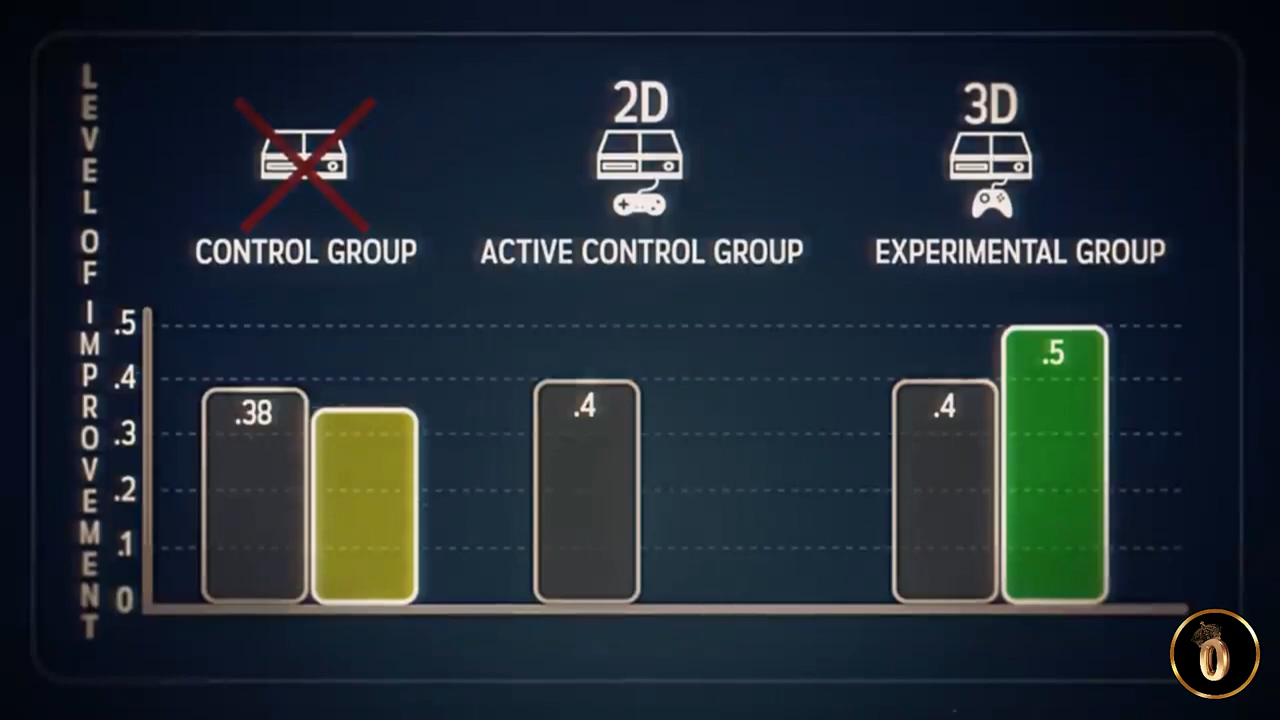 LEVEL OF IMPROVEMENT
2D
3D
CONTROL GROUP
ACTIVE CONTROL GROUP
EXPERIMENTAL GROUP
.5
.4
.3
.2
.1
0
.38
.4
.4
.5
0